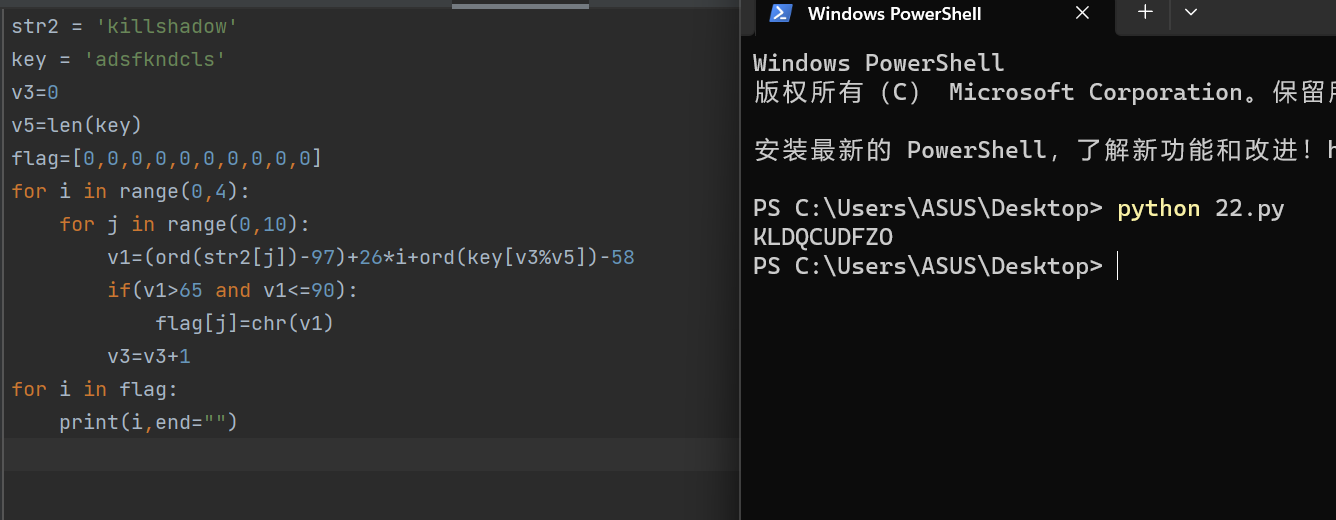 str2 = 'killshadow'
key = 'adsfkndcls'
v3=0
v5=len(key)
flag=[0,0,0,0,0,0,0,0,0,0]
for i in range(0,4):
    for j in range(0,10):
        v1=(ord(str2[j])-97)+26*i+ord(key[v3%v5])-58
        if(v1>65 and v1<=90):
            flag[j]=chr(v1)
        v3=v3+1
for i in flag:
    print(i,end="")
Windows PowerShell
Windows PowerShell
版权所有（C） Microsoft Corporation。保留
安装最新的 PowerShell，了解新功能和改进！h
PS C:\Users\ASUS\Desktop> python 22.py
KLDQCUDFZO
PS C:\Users\ASUS\Desktop>